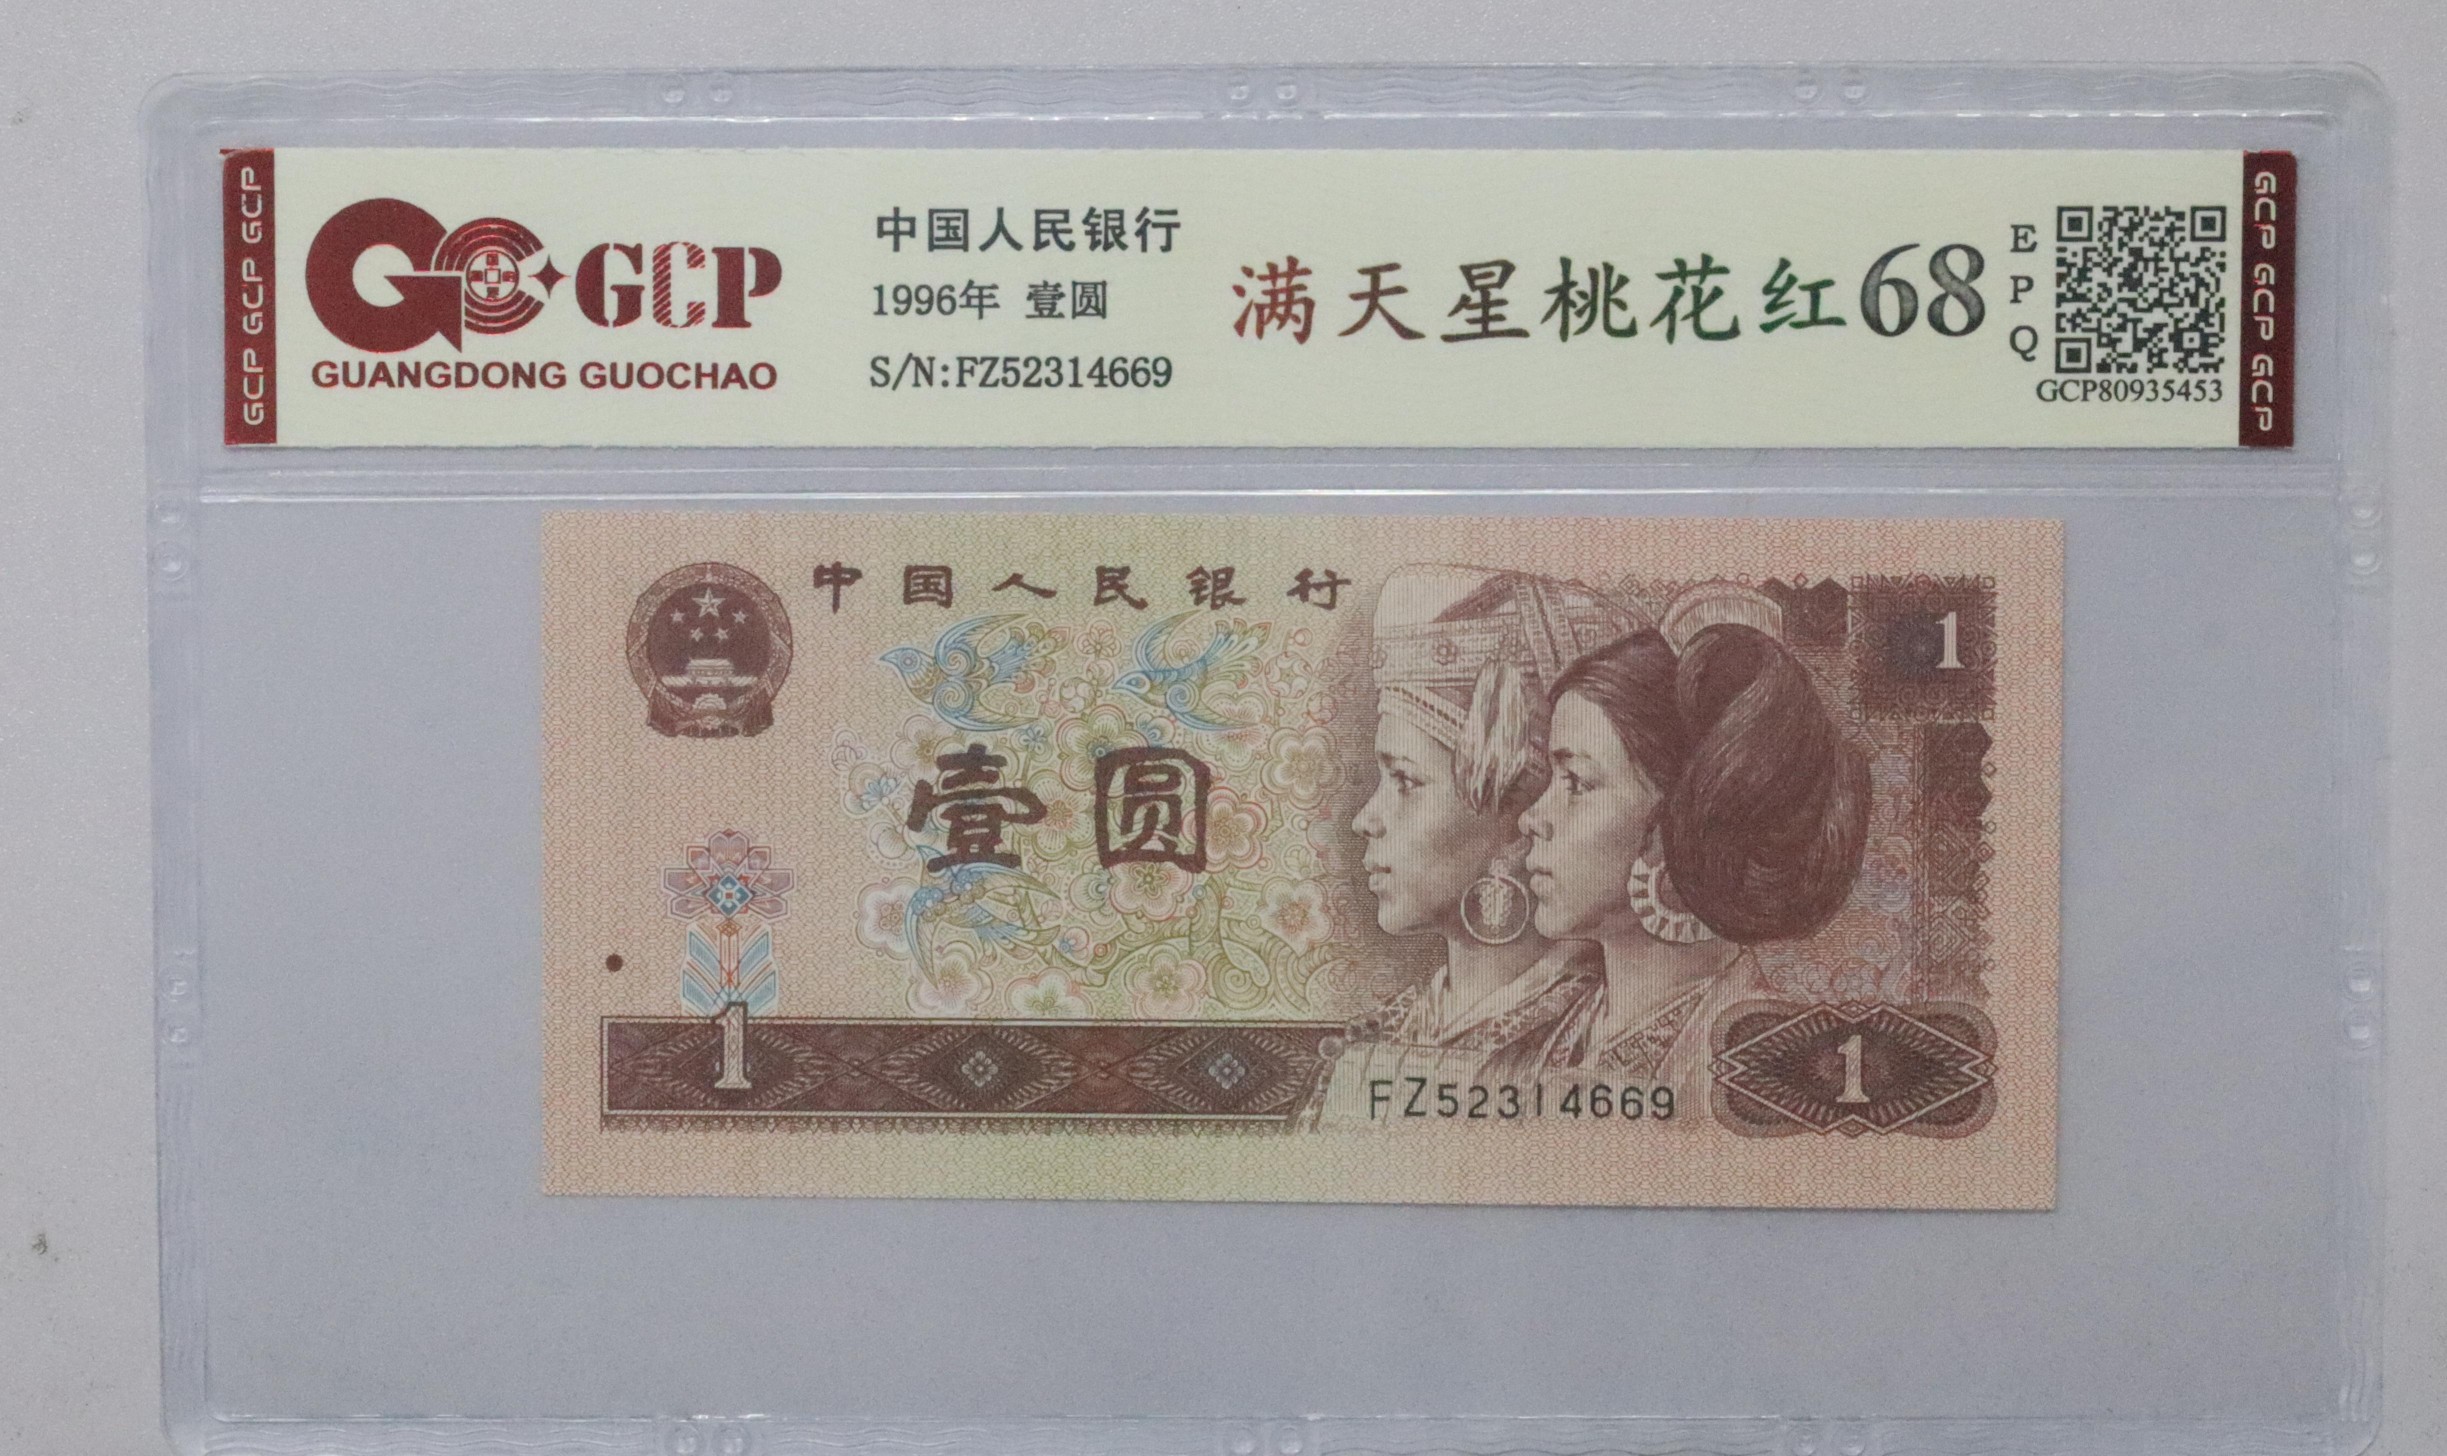 GCP GCP GCP
GCP
GUANGDONG GUOCHAO
中国人民银行
1996年 壹圆
S/N:FZ52314669
满天星桃花红68
E
P
Q
GCP80935453
GCP GCP GCP
中国人民银行
1
壹圆
1
FZ52314669
1